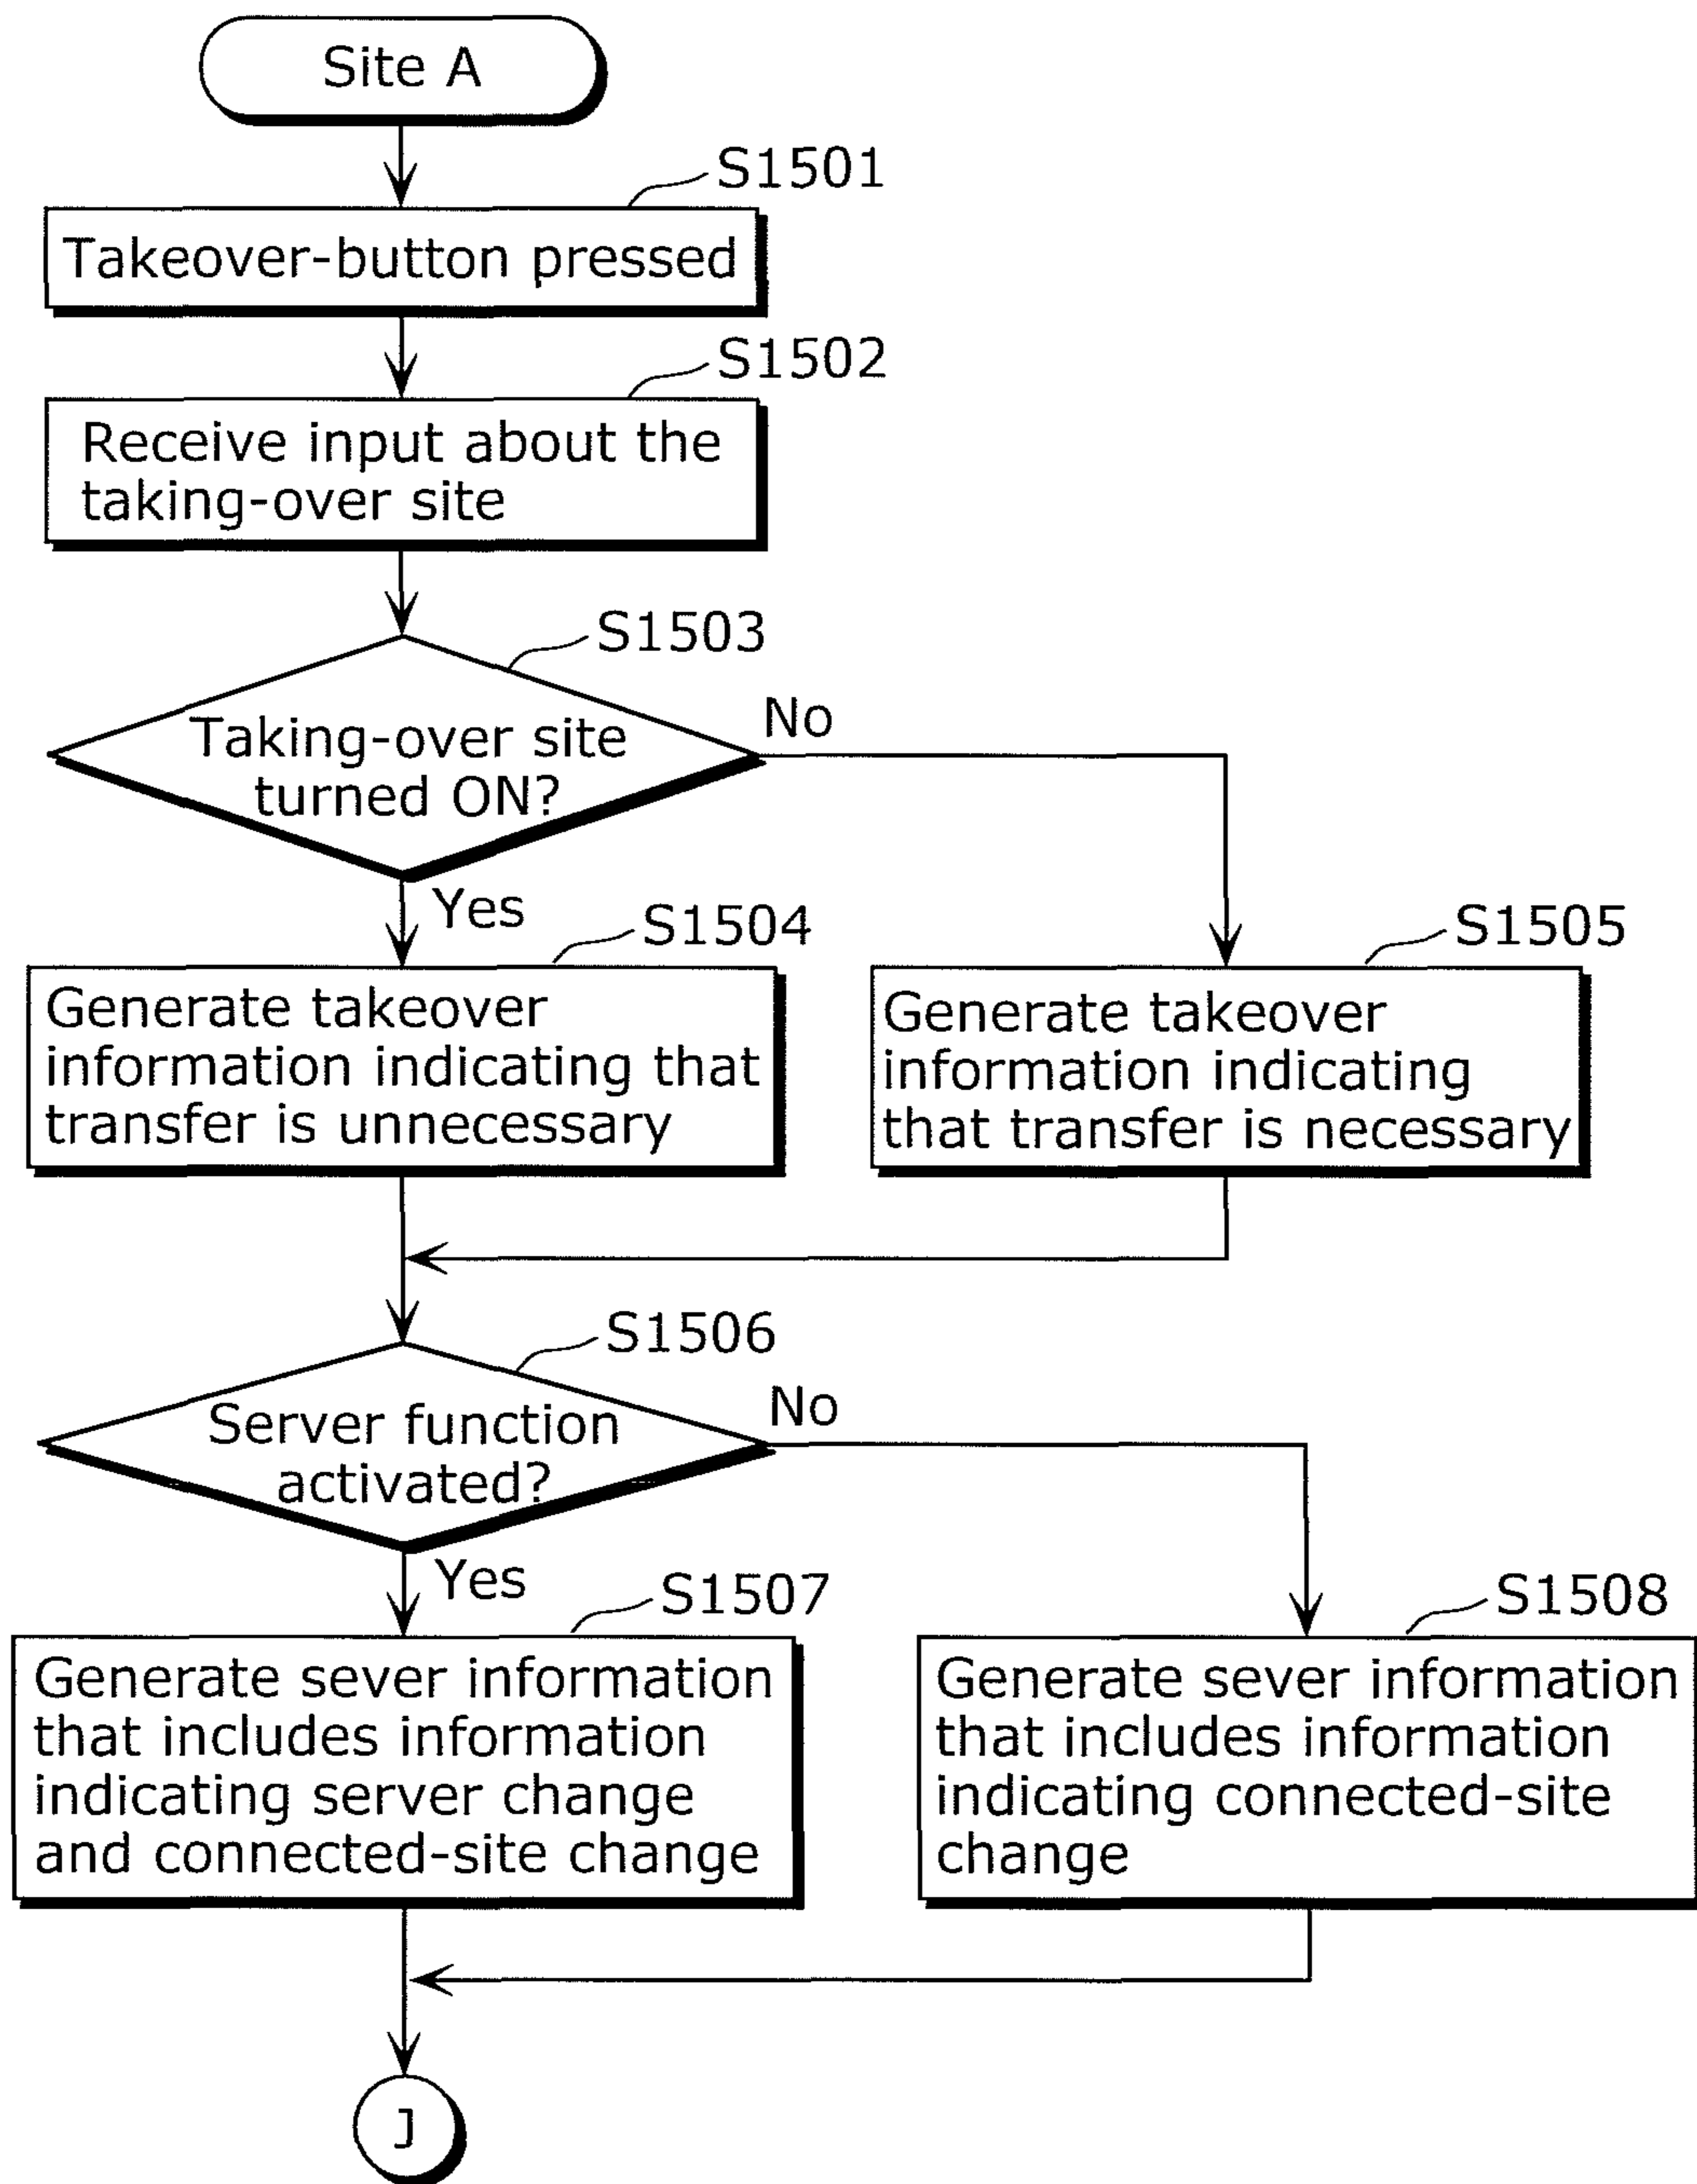 Site A
S1501
Takeover-button pressed
S1502
Receive input about the
taking-over site
S1503
Taking-over site
turned ON?
No
Yes
S1504
Generate takeover
information indicating that
transfer is unnecessary
S1505
Generate takeover
information indicating
that transfer is necessary
S1506
Server function
activated?
No
Yes
S1507
Generate sever information
that includes information
indicating server change
and connected-site change
S1508
Generate sever information
that includes information
indicating connected-site
change
J